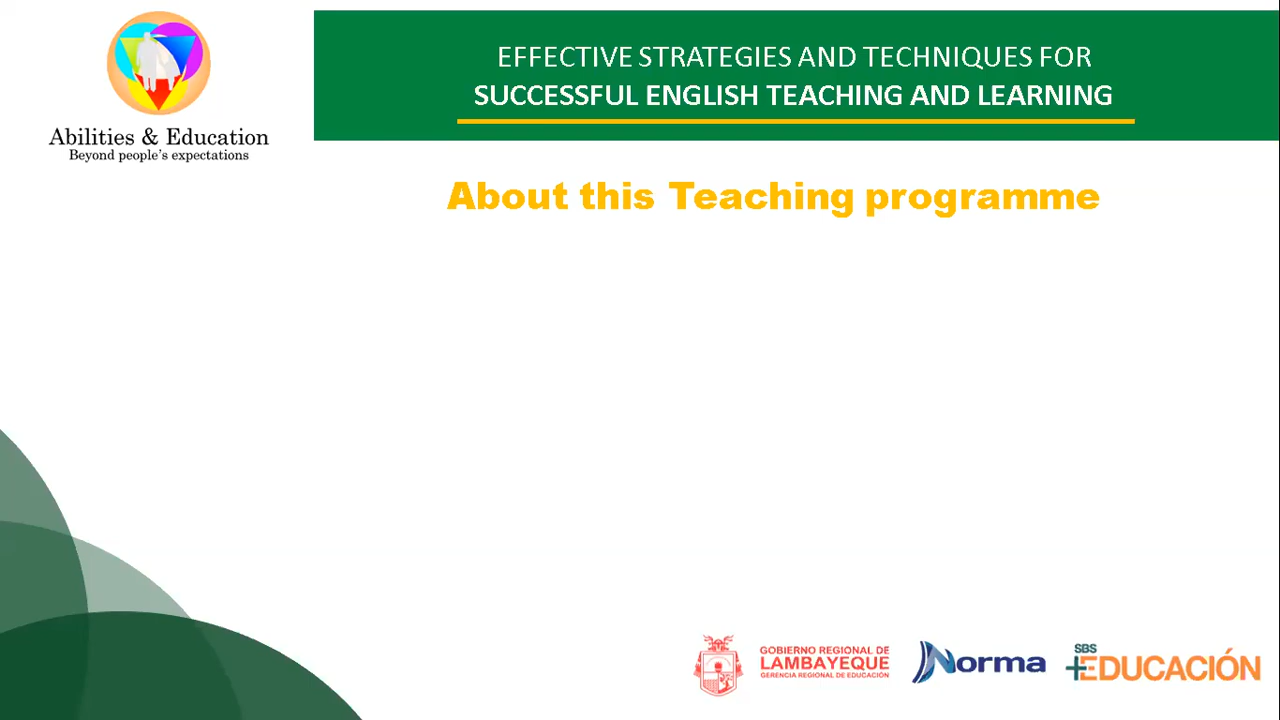 Abilities & Education
Beyond people's expectations
EFFECTIVE STRATEGIES AND TECHNIQUES FOR
SUCCESSFUL ENGLISH TEACHING AND LEARNING
About this Teaching programme
GOBIERNO REGIONAL DE
LAMBAYEQUE
GERENCIA REGIONAL DE EDUCACIÓN
Norma
SBS
+EDUCACIÓN